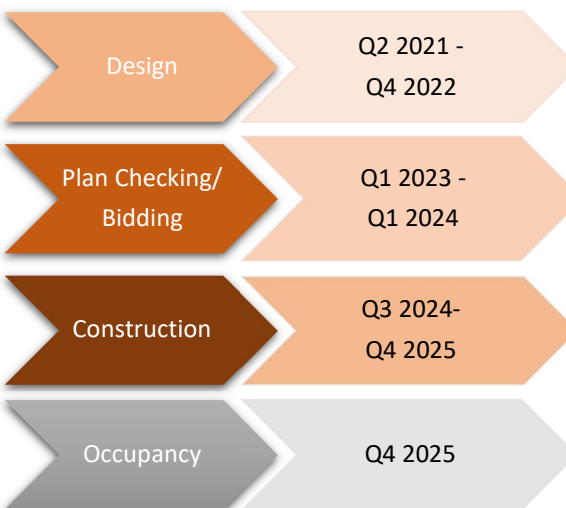 Design
Q2 2021 -
Q4 2022
Plan Checking/
Bidding
Q1 2023 -
Q1 2024
Construction
Q3 2024-
Q4 2025
Occupancy
Q4 2025